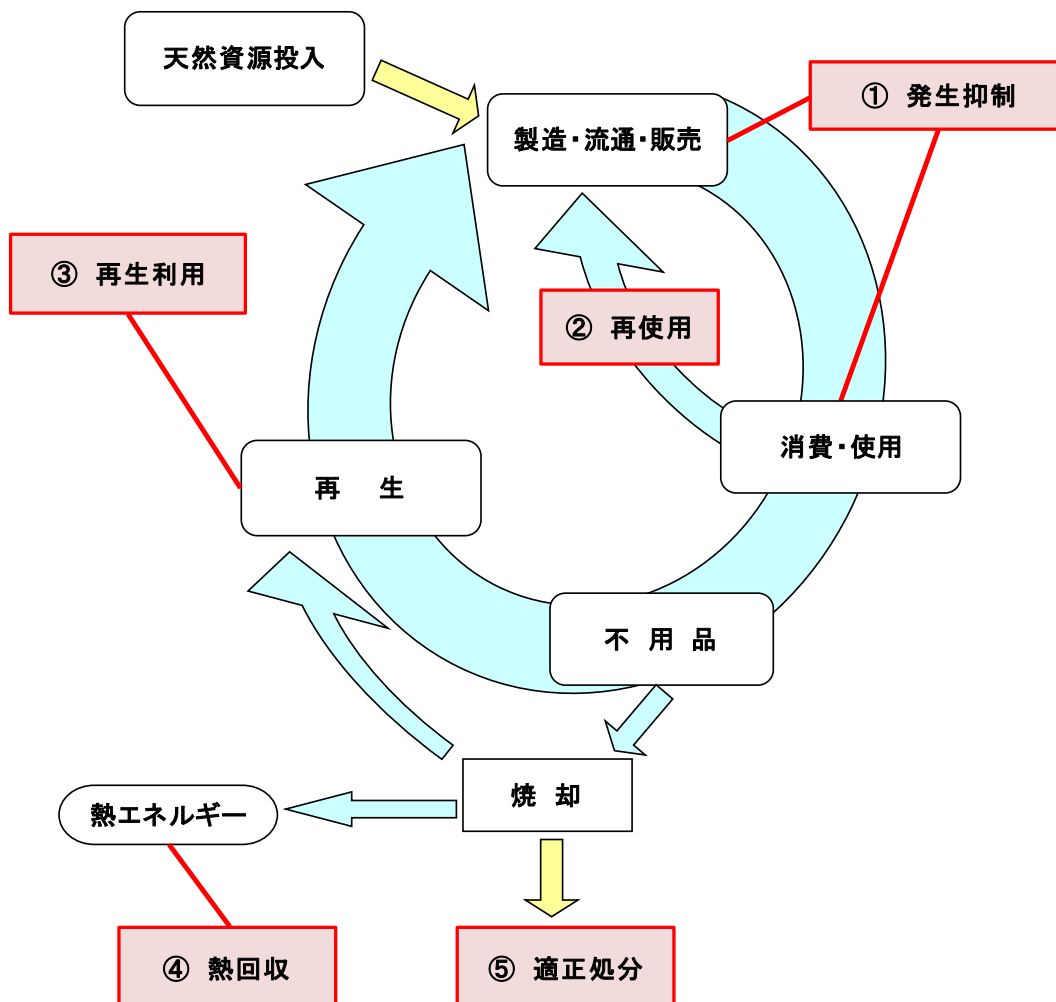 天然資源投入
① 発生抑制
製造・流通・販売
③ 再生利用
② 再使用
消費・使用
再 生
不 用 品
焼 却
熱エネルギー
④ 熱回収
⑤ 適正処分